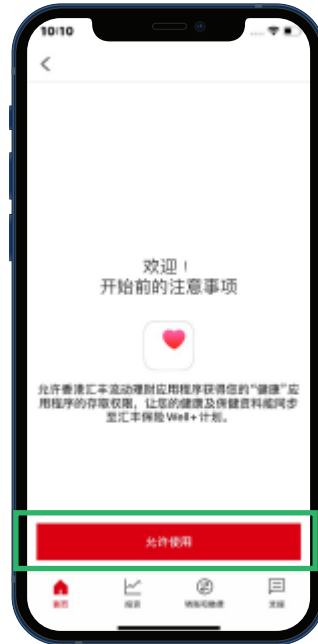 10:10
欢迎！
开始前的注意事项
允许香港汇丰流动理财应用程序获得您的“健康”应
用程序的存取权限，让您的健康及保健资料能同步
至汇丰保险 Well+ 计划。
允许使用
首页
投资
支援